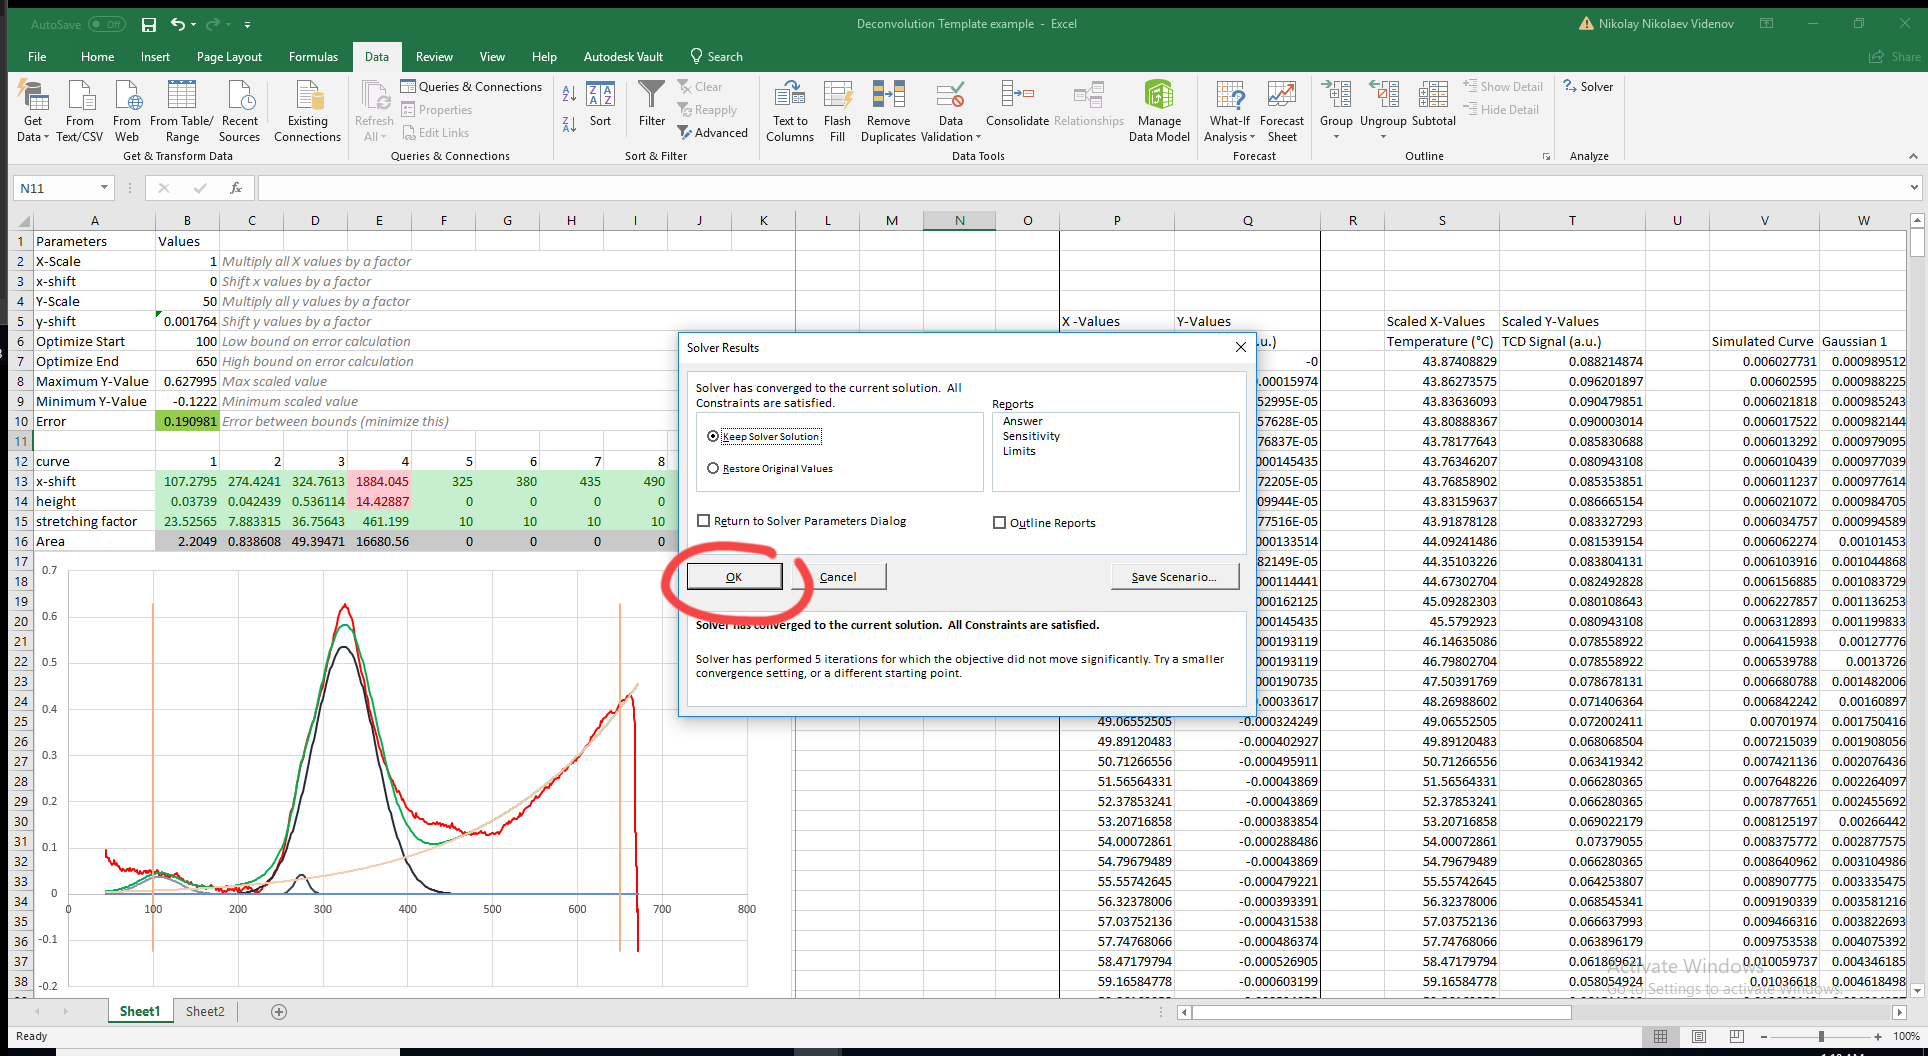 AutoSave Off
Deconvolution Template example - Excel
Nikolay Nikolaev Videnov
File Home Insert Page Layout Formulas Data Review View Help Autodesk Vault Search Share
Get Data
From Text/CSV
From Web
From Table/ Range
Recent Sources
Existing Connections
Get & Transform Data
Refresh All
Queries & Connections
Properties
Edit Links
Queries & Connections
Sort
Filter
Clear
Reapply
Advanced
Sort & Filter
Text to Columns
Flash Fill
Remove Duplicates
Data Validation
Consolidate
Relationships
Manage Data Model
Data Tools
What-If Analysis
Forecast Sheet
Forecast
Group
Ungroup
Subtotal
Show Detail
Hide Detail
Outline
Solver
Analyze
N11
fx
A B C D E F G H I J K L M N O P Q R S T U V W
1 Parameters Values
2 X-Scale 1 Multiply all X values by a factor
3 x-shift 0 Shift x values by a factor
4 Y-Scale 50 Multiply all y values by a factor
5 y-shift 0.001764 Shift y values by a factor X -Values Y-Values Scaled X-Values Scaled Y-Values
6 Optimize Start 100 Low bound on error calculation .u.) Temperature (°C) TCD Signal (a.u.) Simulated Curve Gaussian 1
7 Optimize End 650 High bound on error calculation -0 43.87408829 0.088214874 0.006027731 0.000989512
8 Maximum Y-Value 0.627995 Max scaled value .00015974 43.86273575 0.096201897 0.00602595 0.000988225
9 Minimum Y-Value -0.1222 Minimum scaled value 52995E-05 43.83636093 0.090479851 0.006021818 0.000985243
10 Error 0.190981 Error between bounds (minimize this) 57628E-05 43.80888367 0.090003014 0.006017522 0.000982144
11 76837E-05 43.78177643 0.085830688 0.006013292 0.000979095
12 curve 1 2 3 4 5 6 7 8 000145435 43.76346207 0.080943108 0.006010439 0.000977039
13 x-shift 107.2795 274.4241 324.7613 1884.045 325 380 435 490 72205E-05 43.76858902 0.085353851 0.006011237 0.000977614
14 height 0.03739 0.042439 0.536114 14.42887 0 0 0 0 09944E-05 43.83159637 0.086665154 0.006021072 0.000984705
15 stretching factor 23.52565 7.883315 36.75643 461.199 10 10 10 10 77516E-05 43.91878128 0.083327293 0.006034757 0.000994589
16 Area 2.2049 0.838608 49.39471 16680.56 0 0 0 0 000133514 44.09241486 0.081539154 0.006062274 0.00101453
17 82149E-05 44.35103226 0.083804131 0.006103916 0.001044868
18 000114441 44.67302704 0.082492828 0.006156885 0.001083729
19 000162125 45.09282303 0.080108643 0.006227857 0.001136253
20 000145435 45.5792923 0.080943108 0.006312893 0.001199833
21 000193119 46.14635086 0.078558922 0.006415938 0.00127776
22 000193119 46.79802704 0.078558922 0.006539788 0.0013726
23 000190735 47.50391769 0.078678131 0.006680788 0.001482006
24 .00033617 48.26988602 0.071406364 0.006842242 0.00160897
25 49.06552505 -0.000324249 49.06552505 0.072002411 0.00701974 0.001750416
26 49.89120483 -0.000402927 49.89120483 0.068068504 0.007215039 0.001908056
27 50.71266556 -0.000495911 50.71266556 0.063419342 0.007421136 0.002076436
28 51.56564331 -0.00043869 51.56564331 0.066280365 0.007648226 0.002264097
29 52.37853241 -0.00043869 52.37853241 0.066280365 0.007877651 0.002455692
30 53.20716858 -0.000383854 53.20716858 0.069022179 0.008125197 0.00266442
31 54.00072861 -0.000288486 54.00072861 0.07379055 0.008375772 0.002877575
32 54.79679489 -0.00043869 54.79679489 0.066280365 0.008640962 0.003104986
33 55.55742645 -0.000479221 55.55742645 0.064253807 0.008907775 0.003335475
34 56.32378006 -0.000393391 56.32378006 0.068545341 0.009190339 0.003581216
35 57.03752136 -0.000431538 57.03752136 0.066637993 0.009466316 0.003822693
36 57.74768066 -0.000486374 57.74768066 0.063896179 0.009753538 0.004075392
37 58.47179794 -0.000526905 58.47179794 0.061869621 0.010059737 0.004346185
38 59.16584778 -0.000603199 59.16584778 0.058054924 0.01036618 0.004618498
0.7
0.6
0.5
0.4
0.3
0.2
0.1
0
-0.1
-0.2
0 100 200 300 400 500 600 700 800
Solver Results
Solver has converged to the current solution. All
Constraints are satisfied.
Keep Solver Solution
Restore Original Values
Reports
Answer
Sensitivity
Limits
Return to Solver Parameters Dialog
Outline Reports
OK
Cancel
Save Scenario...
Solver has converged to the current solution. All Constraints are satisfied.
Solver has performed 5 iterations for which the objective did not move significantly. Try a smaller
convergence setting, or a different starting point.
Activate Windows
Go to Settings to activate Windows.
Sheet1 Sheet2
Ready
100%